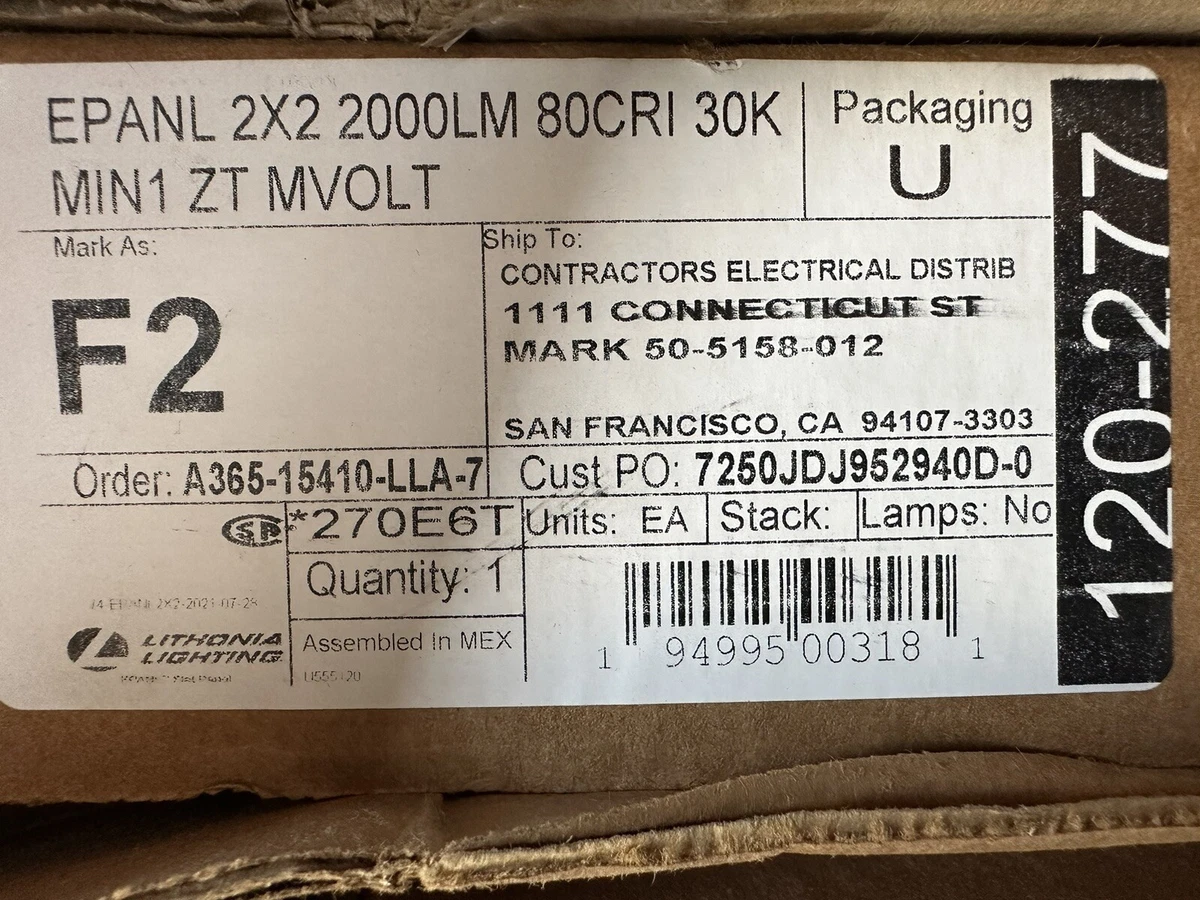 EPANL 2X2 2000LM 80CRI 30K
MIN1 ZT MVOLT
Packaging
U
120-277
Mark As:
F2
Ship To:
CONTRACTORS ELECTRICAL DISTRIB
1111 CONNECTICUT ST
MARK 50-5158-012
SAN FRANCISCO, CA 94107-3303
Order: A365-15410-LLA-7
Cust PO: 7250JDJ952940D-0
*270E6T
Units: EA
Stack:
Lamps: No
Quantity: 1
Assembled In MEX
LITHONIA
LIGHTING
1 94995 00318 1